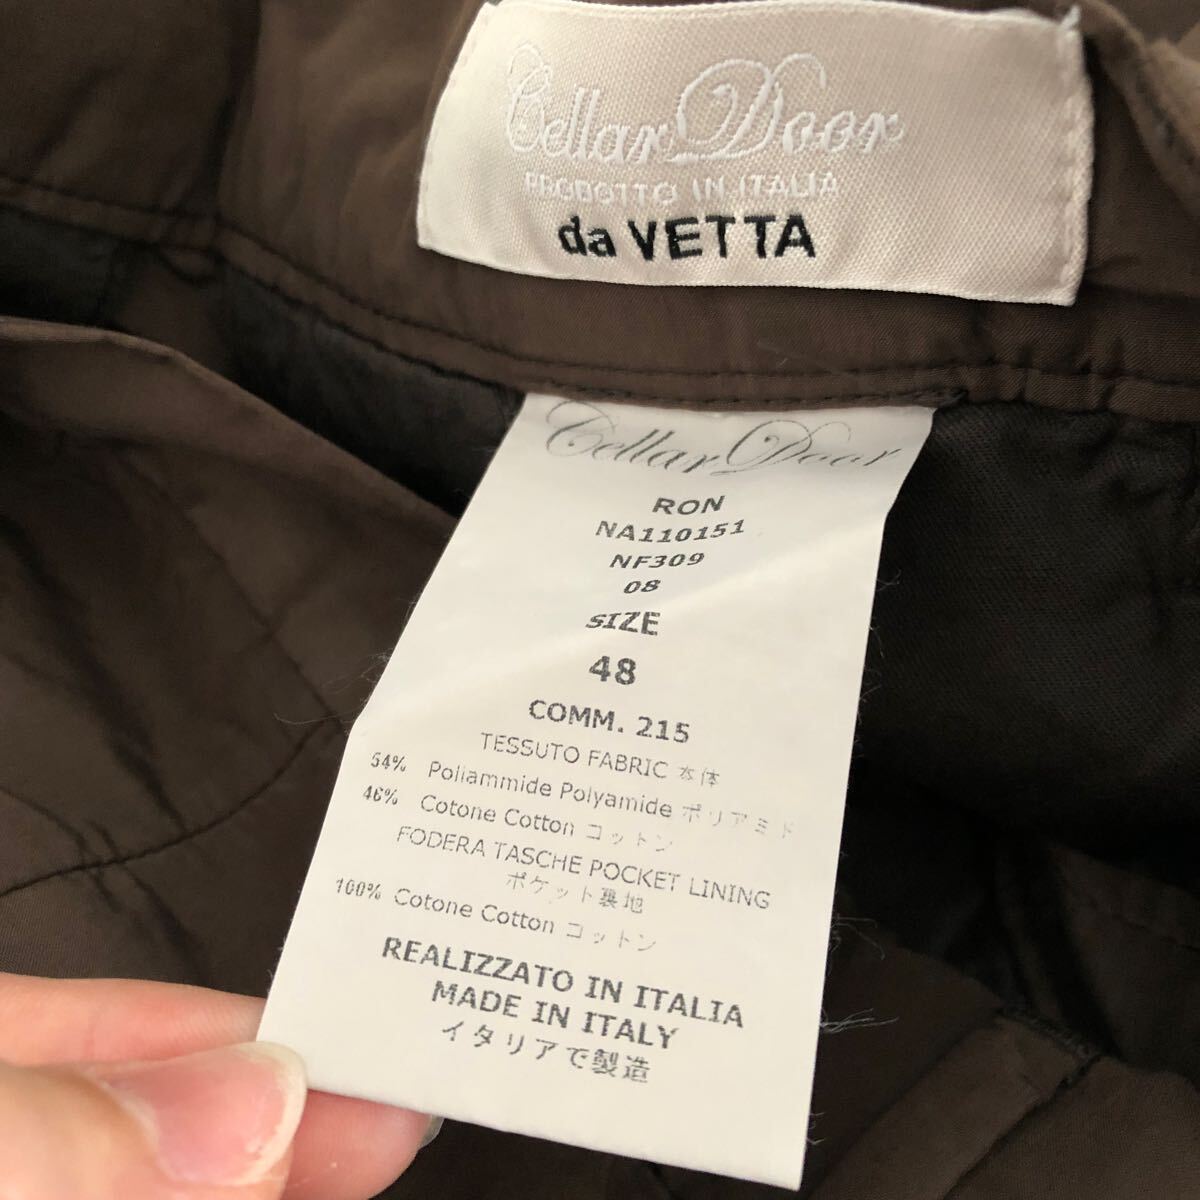 Cellar Door
PRODOTTO IN ITALIA
da VETTA
Cellar Door
RON
NA110151
NF309
08
SIZE
48
COMM. 215
TESSUTO FABRIC 本体
54% Poliammide Polyamide ポリアミド
46% Cotone Cotton コットン
FODERA TASCHE POCKET LINING
ポケット裏地
100% Cotone Cotton コットン
REALIZZATO IN ITALIA
MADE IN ITALY
イタリアで製造